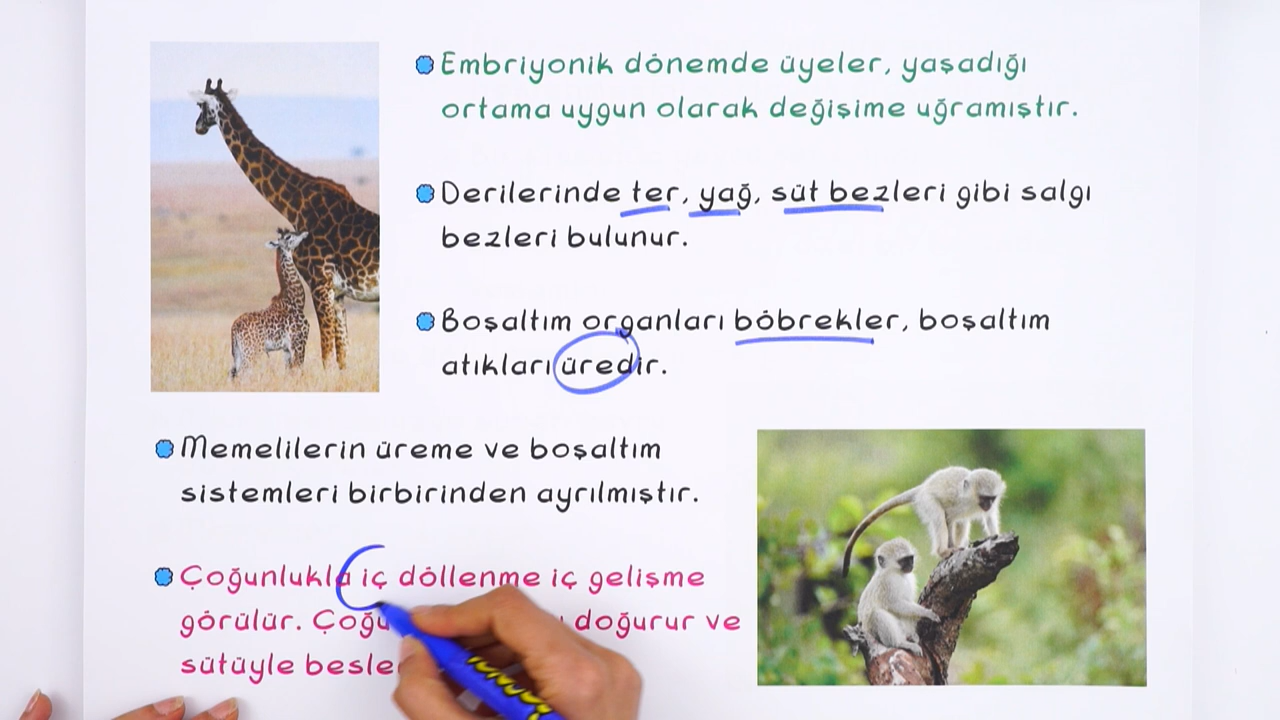 Embriyonik dönemde üyeler, yaşadığı
ortama uygun olarak değişime uğramıştır.
Derilerinde ter, yağ, süt bezleri gibi salgı
bezleri bulunur.
Boşaltım organları böbrekler, boşaltım
atıkları üredir.
Memelilerin üreme ve boşaltım
sistemleri birbirinden ayrılmıştır.
Çoğunlukla iç döllenme iç gelişme
görülür. doğurur ve
sütüyle